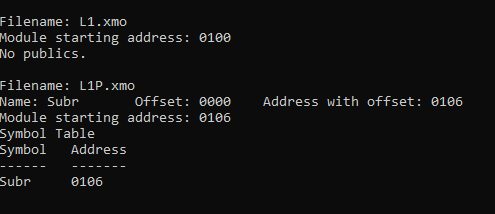 Filename: L1.xmo
Module starting address: 0100
No publics.

Filename: L1P.xmo
Name: Subr       Offset: 0000    Address with offset: 0106
Module starting address: 0106
Symbol Table
Symbol   Address
------   -------
Subr     0106